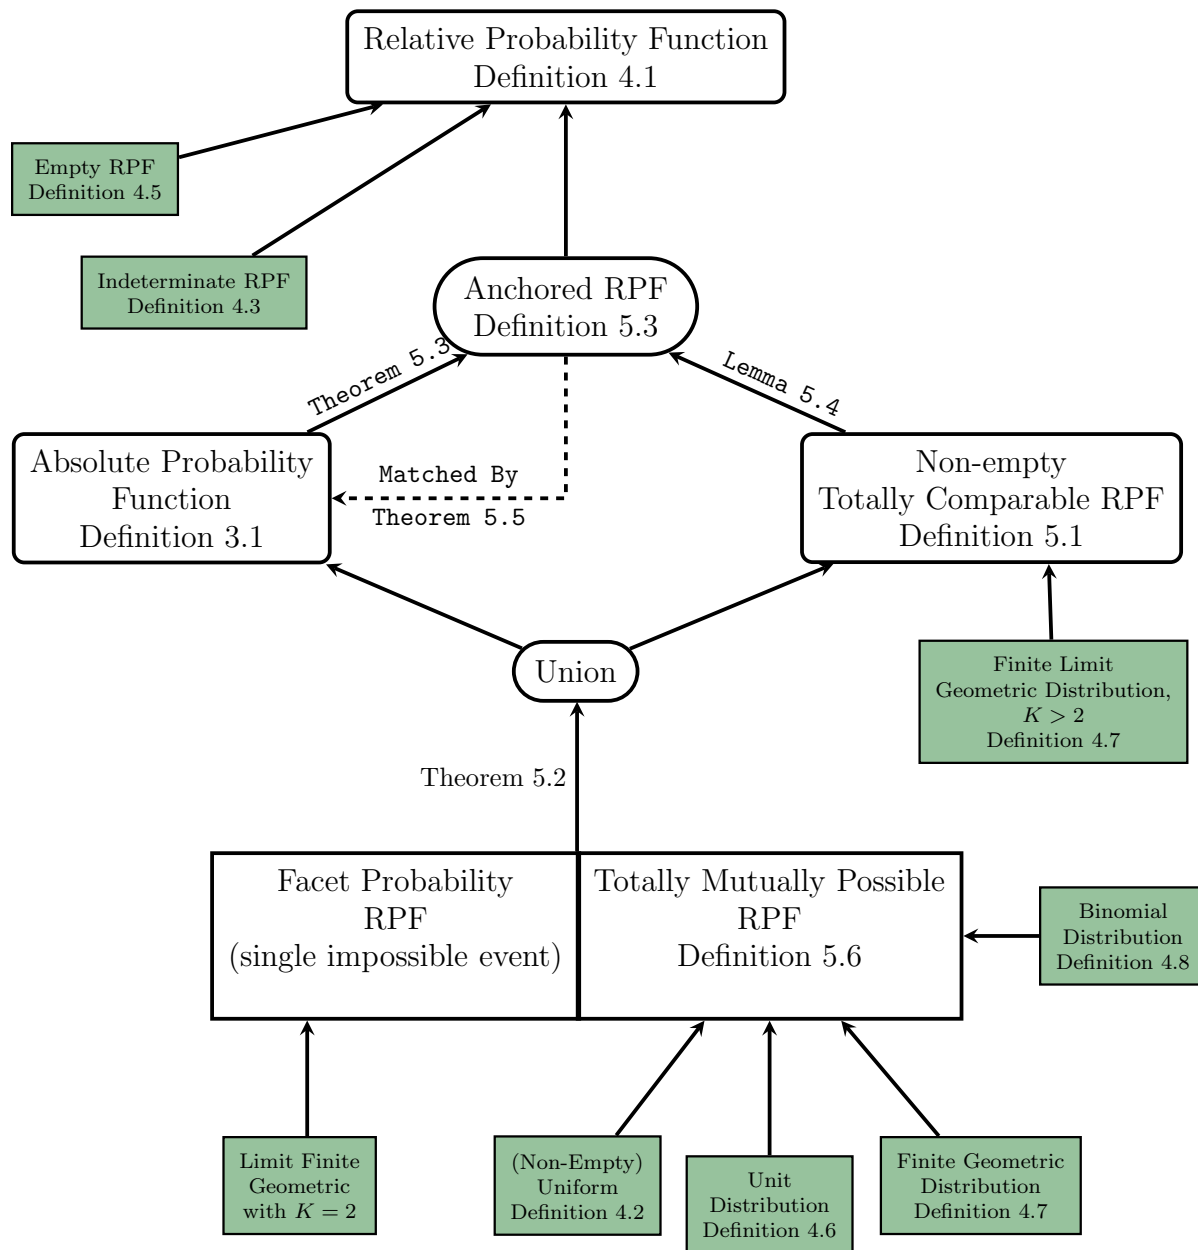 Relative Probability Function
Definition 4.1
Empty RPF
Definition 4.5
Indeterminate RPF
Definition 4.3
Anchored RPF
Definition 5.3
Theorem 5.3
Lemma 5.4
Absolute Probability
Function
Definition 3.1
Matched By
Theorem 5.5
Non-empty
Totally Comparable RPF
Definition 5.1
Union
Finite Limit
Geometric Distribution,
K > 2
Definition 4.7
Theorem 5.2
Facet Probability
RPF
(single impossible event)
Totally Mutually Possible
RPF
Definition 5.6
Binomial
Distribution
Definition 4.8
Limit Finite
Geometric
with K = 2
(Non-Empty)
Uniform
Definition 4.2
Unit
Distribution
Definition 4.6
Finite Geometric
Distribution
Definition 4.7